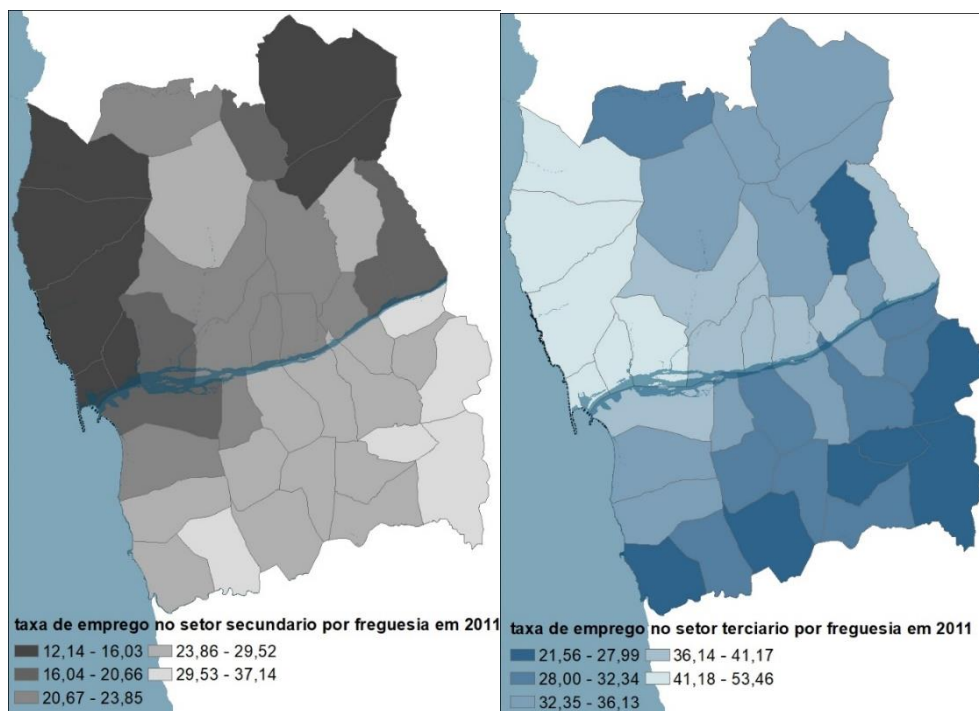 taxa de emprego no setor secundario por freguesia em 2011
12,14 - 16,03
23,86 - 29,52
16,04 - 20,66
29,53 - 37,14
20,67 - 23,85
taxa de emprego no setor terciario por freguesia em 2011
21,56 - 27,99
36,14 - 41,17
28,00 - 32,34
41,18 - 53,46
32,35 - 36,13